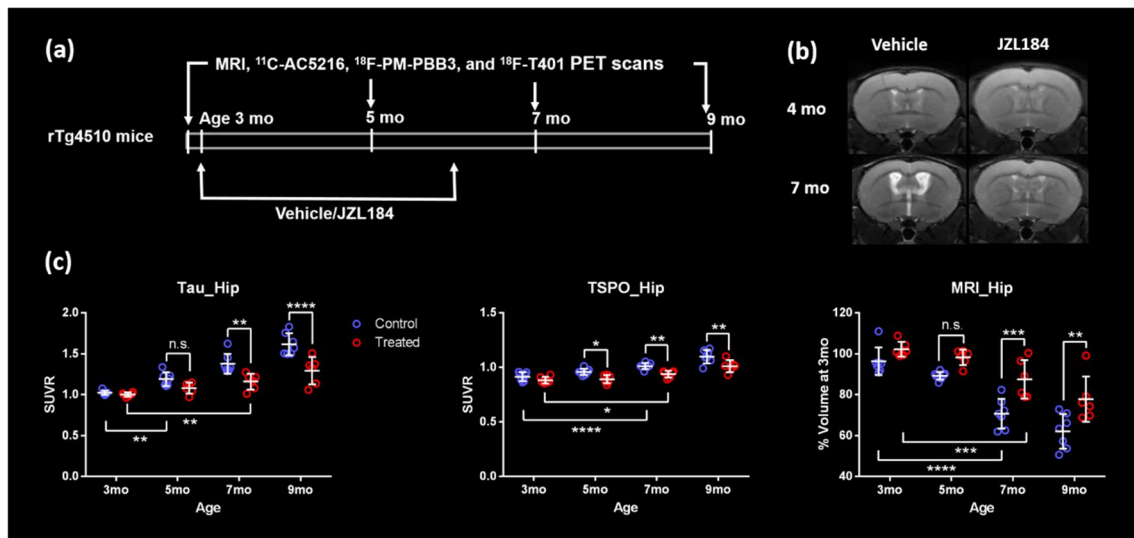 (a)
MRI, ¹¹C-AC5216, ¹⁸F-PM-PBB3, and ¹⁸F-T401 PET scans
Age 3 mo 5 mo 7 mo 9 mo
rTg4510 mice
Vehicle/JZL184
(b)
Vehicle JZL184
4 mo
7 mo
(c)
Tau_Hip
SUVR
2.0
1.5
1.0
0.5
0.0
n.s.
**
****
**
**
3mo 5mo 7mo 9mo
Age
Control
Treated
TSPO_Hip
SUVR
1.5
1.0
0.5
0.0
*
**
**
*
****
3mo 5mo 7mo 9mo
Age
MRI_Hip
% Volume at 3mo
120
100
80
60
40
n.s.
***
**
***
****
3mo 5mo 7mo 9mo
Age